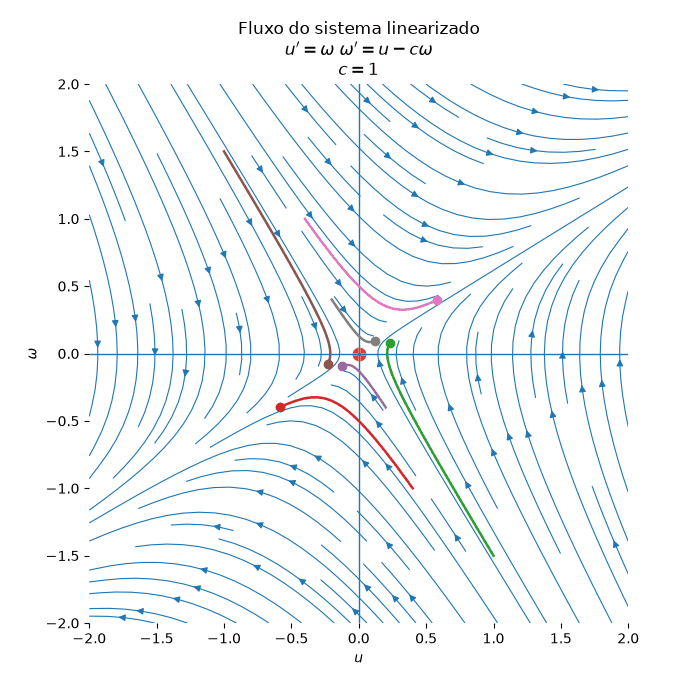 Fluxo do sistema linearizado
u′ = ω ω′ = u − cω
c = 1
2.0
1.5
1.0
0.5
0.0
−0.5
−1.0
−1.5
−2.0
ω
−2.0 −1.5 −1.0 −0.5 0.0 0.5 1.0 1.5 2.0
u